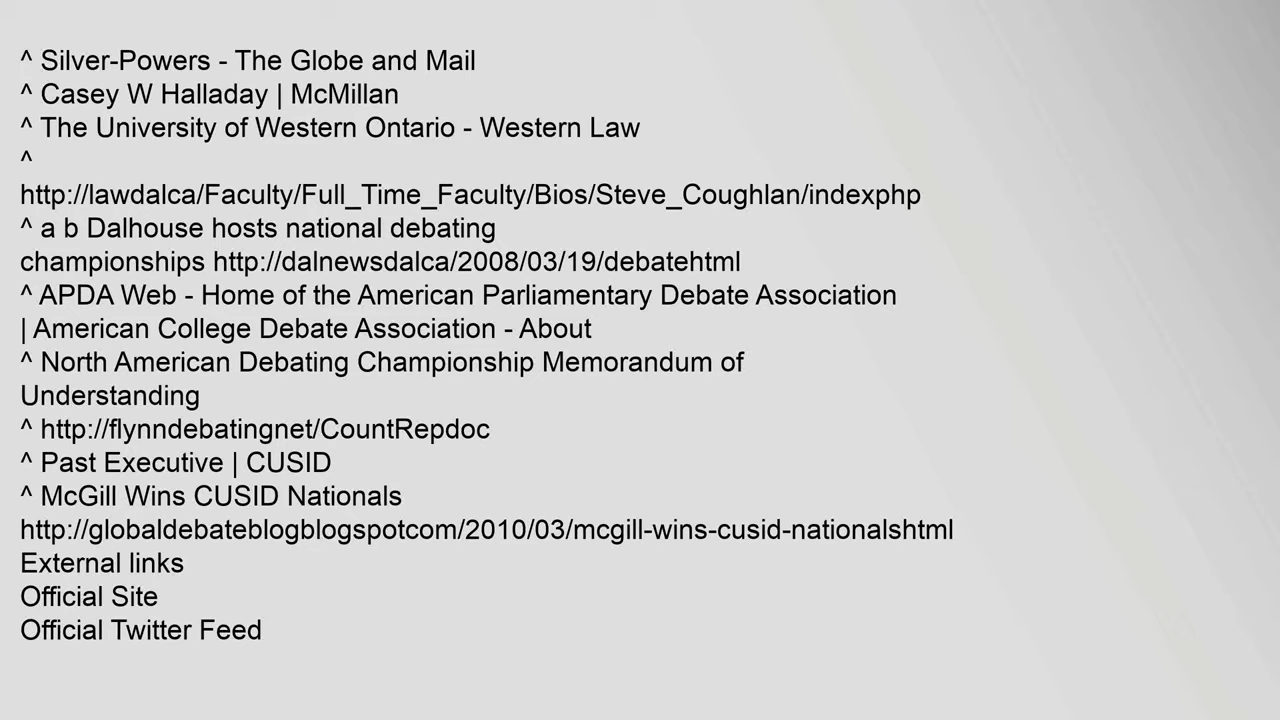 ^ Silver-Powers - The Globe and Mail
^ Casey W Halladay | McMillan
^ The University of Western Ontario - Western Law
^
http://lawdalca/Faculty/Full_Time_Faculty/Bios/Steve_Coughlan/indexphp
^ a b Dalhouse hosts national debating
championships http://dalnewsdalca/2008/03/19/debatehtml
^ APDA Web - Home of the American Parliamentary Debate Association
| American College Debate Association - About
^ North American Debating Championship Memorandum of
Understanding
^ http://flynndebatingnet/CountRepdoc
^ Past Executive | CUSID
^ McGill Wins CUSID Nationals
http://globaldebateblogblogspotcom/2010/03/mcgill-wins-cusid-nationalshtml
External links
Official Site
Official Twitter Feed